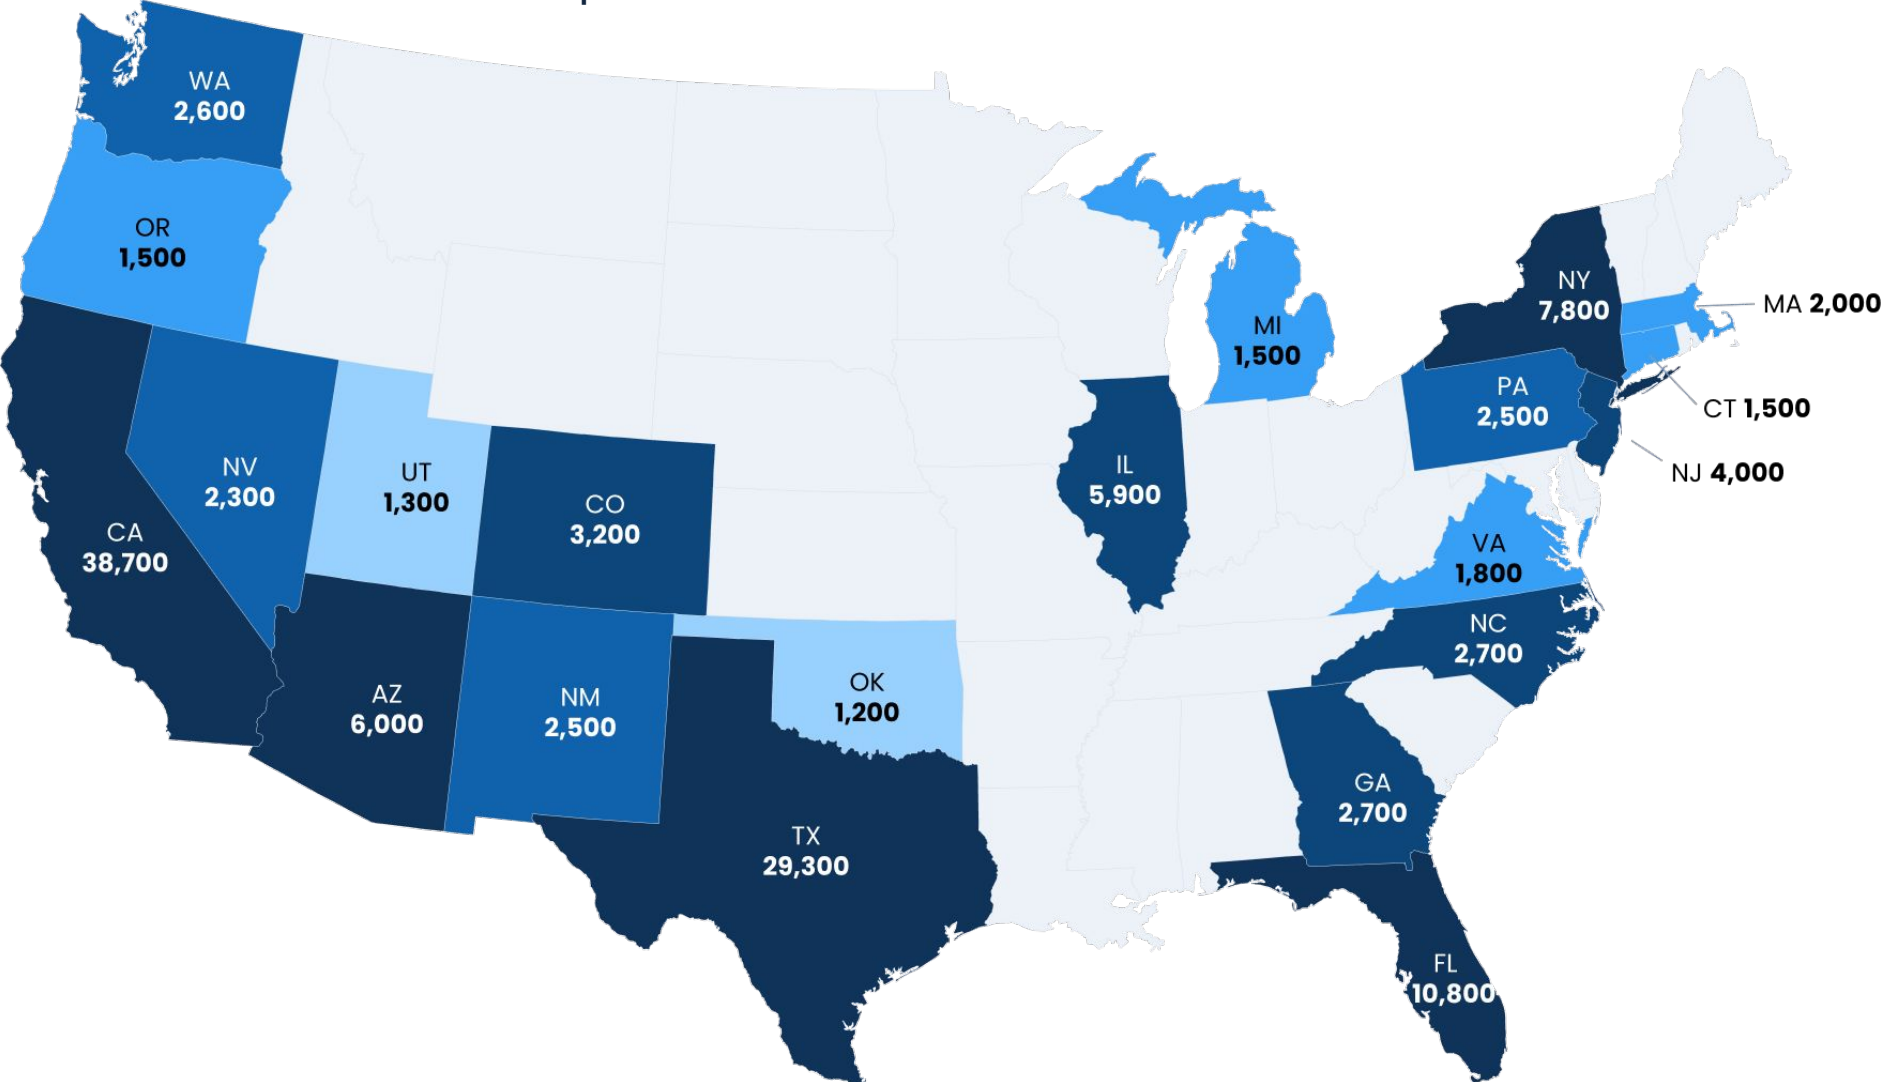 WA
2,600
OR
1,500
NY
7,800
MA 2,000
MI
1,500
PA
2,500
CT 1,500
NJ 4,000
NV
2,300
UT
1,300
CO
3,200
IL
5,900
CA
38,700
VA
1,800
NC
2,700
AZ
6,000
NM
2,500
OK
1,200
GA
2,700
TX
29,300
FL
10,800